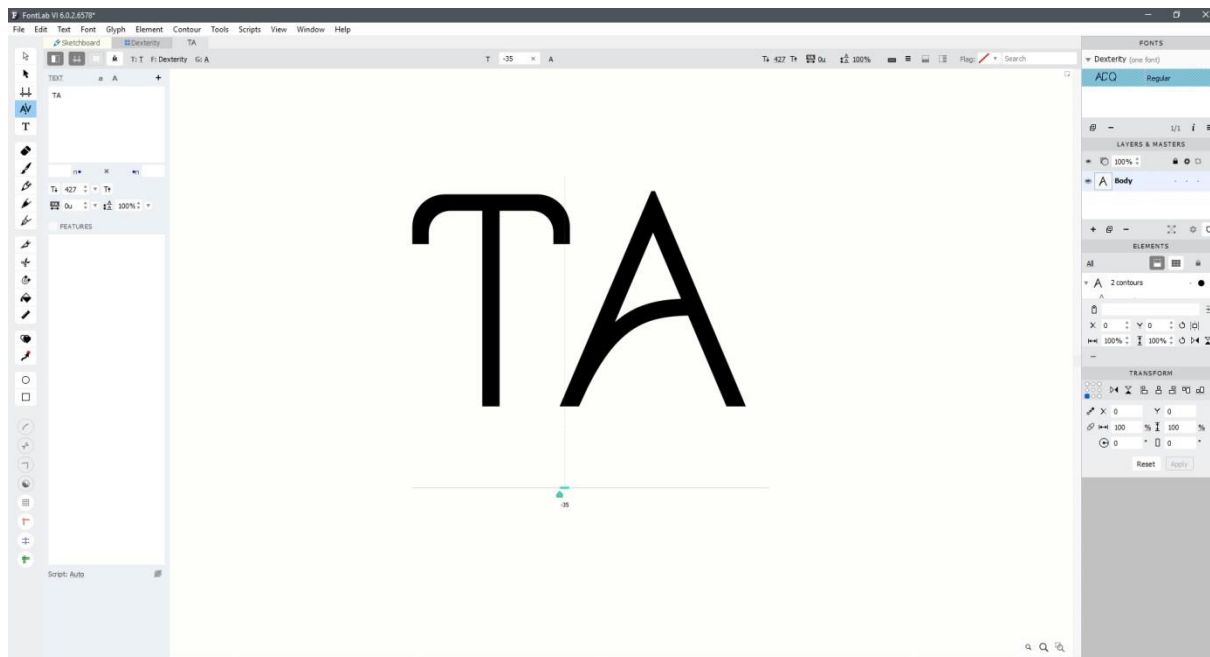 FontLab VI 6.0.2.6578*
File Edit Text Font Glyph Element Contour Tools Scripts View Window Help
Sketchboard Dexterity TA
T: T F: Dexterity G: A T -35 × A 427 0u 100% Flag: Search
TEXT a A +
TA
n• × •n
427
0u 100%
FEATURES
Script: Auto
TA
-35
FONTS
Dexterity (one font)
ADQ Regular
1/1 i
LAYERS & MASTERS
100%
A Body
ELEMENTS
All
A 2 contours
X 0 Y 0
100% 100%
TRANSFORM
X 0 Y 0
100 % 100 %
0 ° 0 °
Reset Apply